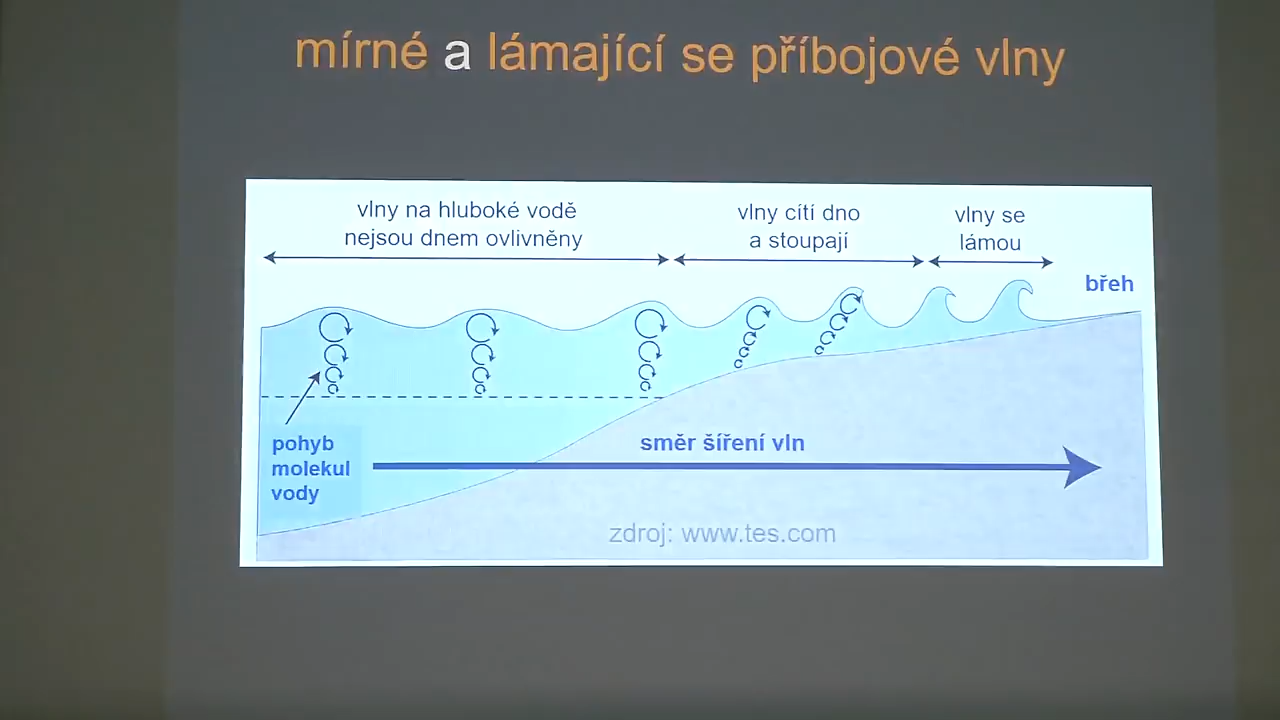 mírné a lámající se příbojové vlny
vlny na hluboké vodě
nejsou dnem ovlivněny
vlny cítí dno
a stoupají
vlny se
lámou
břeh
pohyb
molekul
vody
směr šíření vln
zdroj: www.tes.com